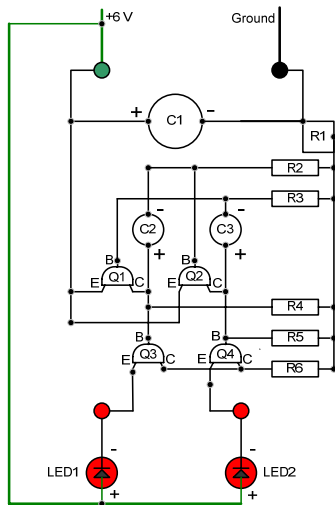 +6 V
Ground
+ C1 -
R1
R2
R3
- -
C2 C3
+ +
B B
Q1 Q2
E C E C
R4
B B R5
Q3 Q4
E C E C
R6
- -
LED1 LED2
+ +